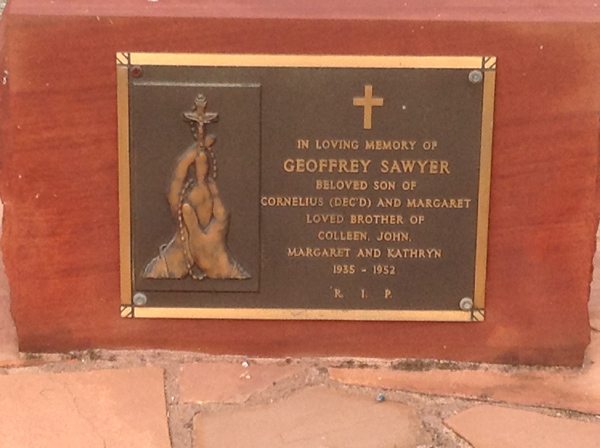 IN LOVING MEMORY OF
GEOFFREY SAWYER
BELOVED SON OF
CORNELIUS (DEC'D) AND MARGARET
LOVED BROTHER OF
COLLEEN, JOHN,
MARGARET AND KATHRYN
1935 - 1952
R. I. P.